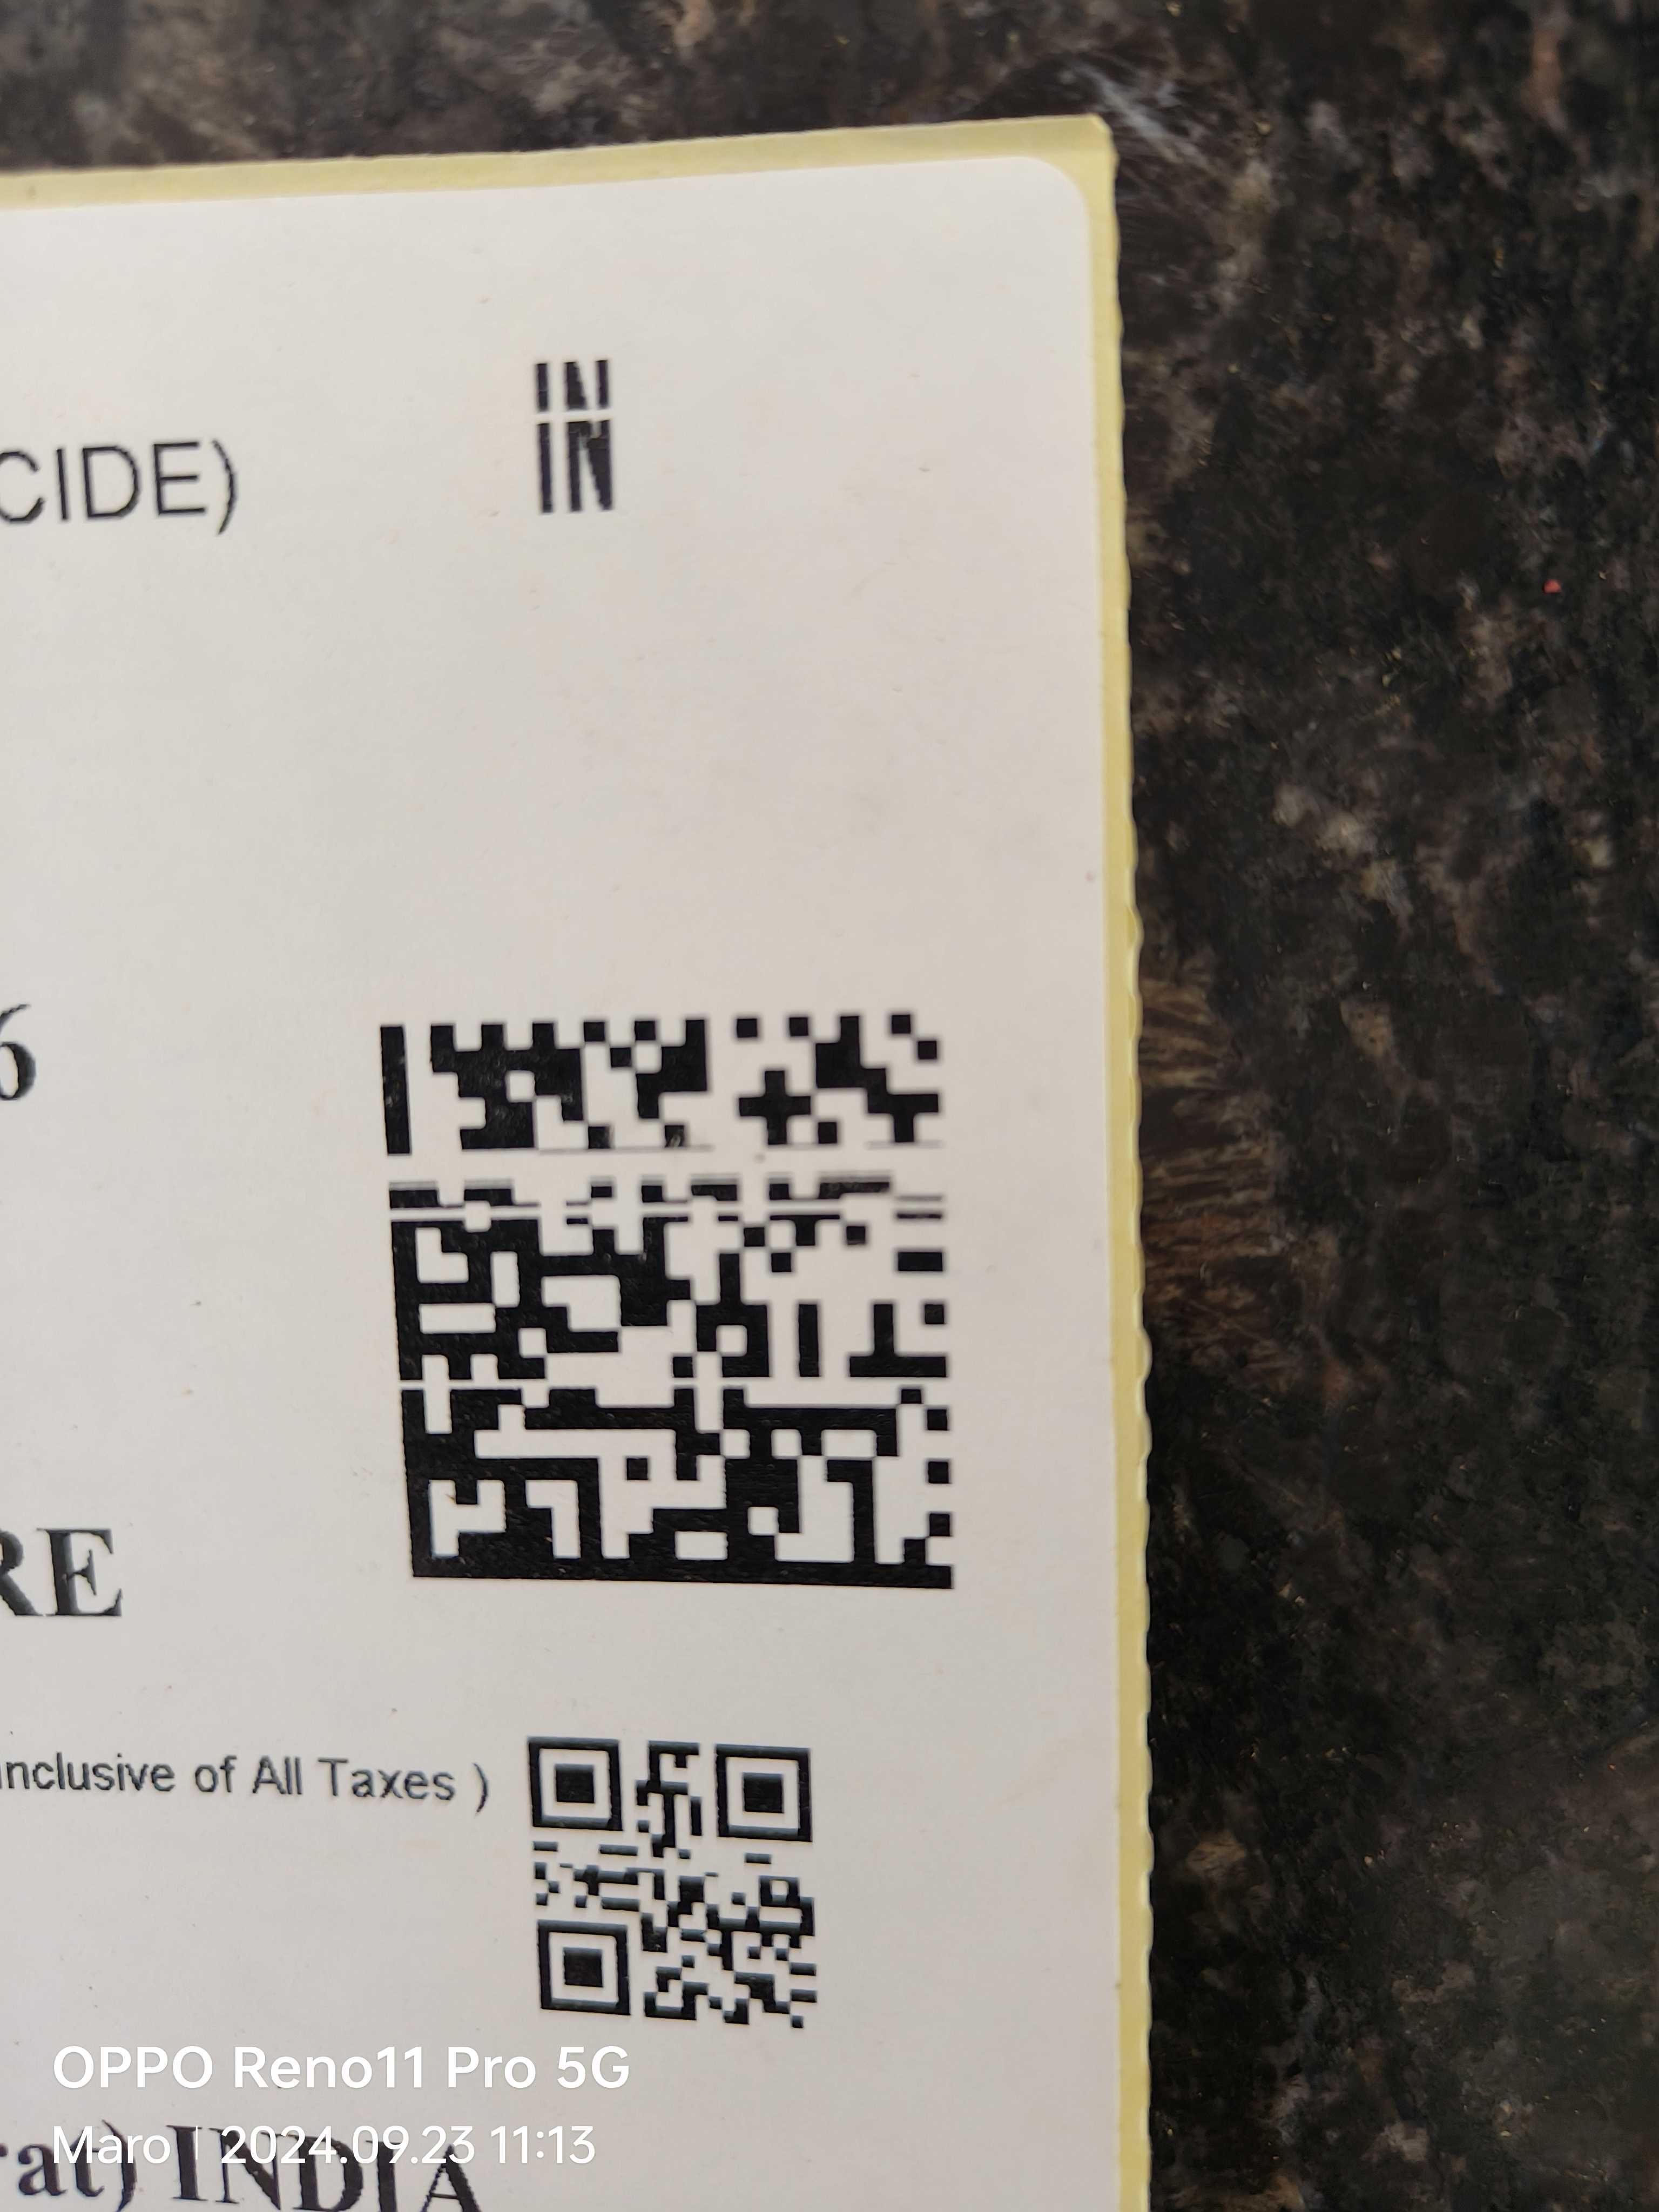 IN
CIDE)
6
RE
Inclusive of All Taxes )
OPPO Reno11 Pro 5G
Maro | 2024.09.23 11:13
rat) INDIA